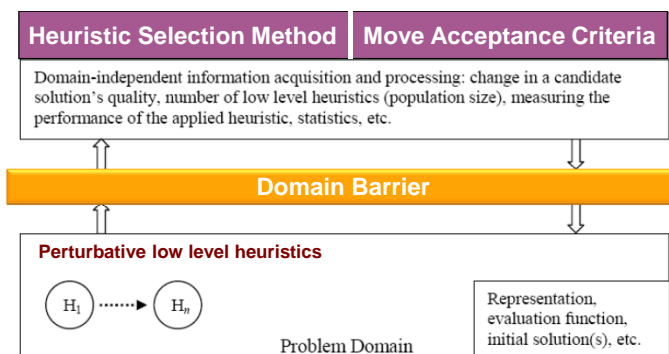 Heuristic Selection Method Move Acceptance Criteria
Domain-independent information acquisition and processing: change in a candidate
solution's quality, number of low level heuristics (population size), measuring the
performance of the applied heuristic, statistics, etc.
Domain Barrier
Perturbative low level heuristics
H1 Hn
Representation,
evaluation function,
initial solution(s), etc.
Problem Domain